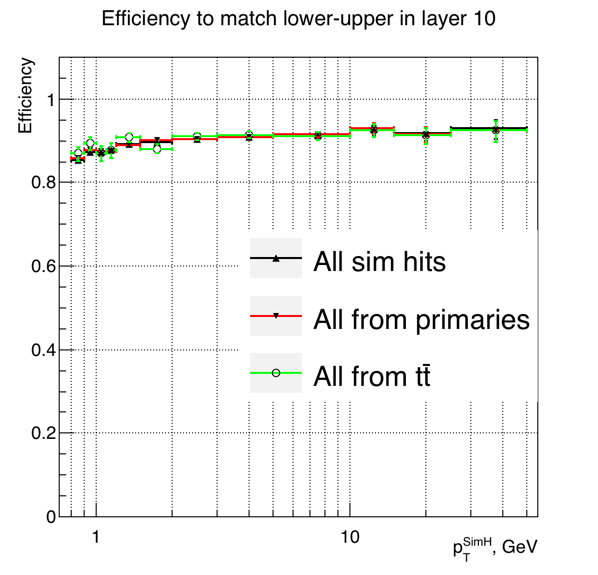 Efficiency to match lower-upper in layer 10
Efficiency
1
0.8
0.6
0.4
0.2
0
All sim hits
All from primaries
All from tt̄
1
10
p_T^SimH, GeV